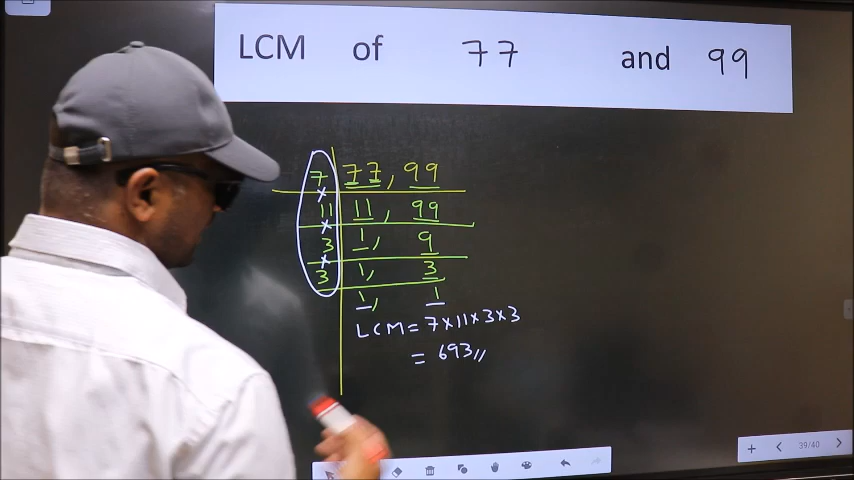 LCM of 77 and 99
7 77, 99
×
11 11, 99
×
3 1, 9
×
3 1, 3
1, 1
LCM = 7×11×3×3
= 693//
39/40